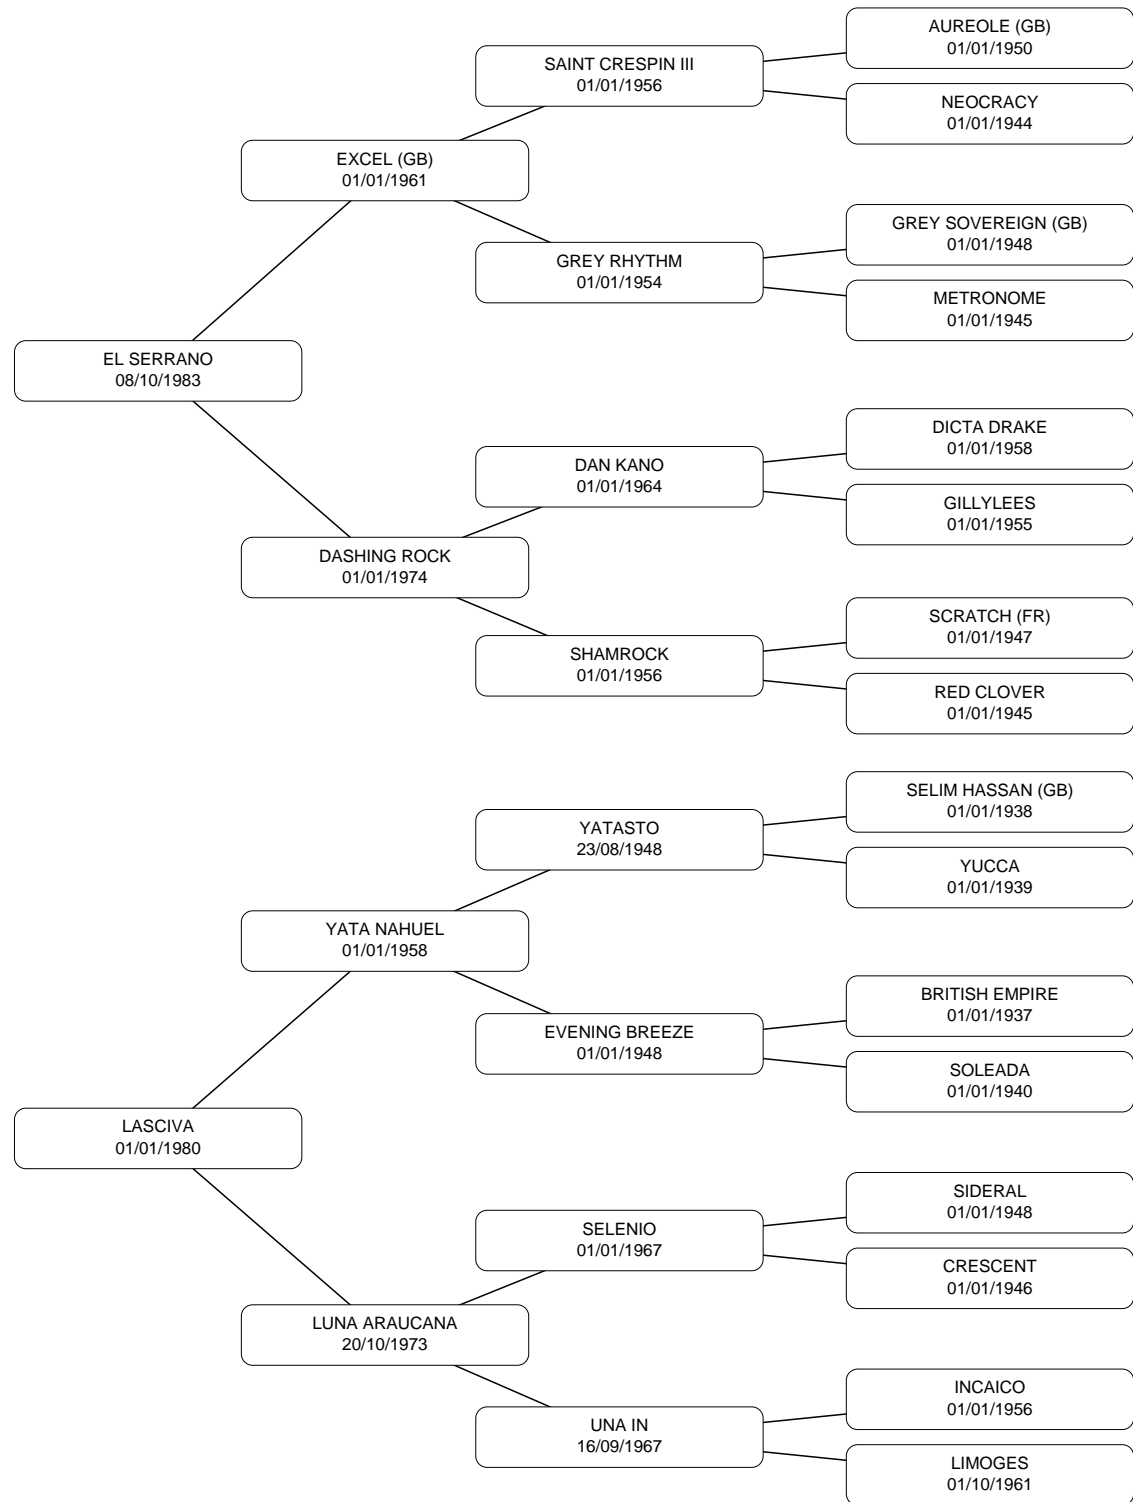 AUREOLE (GB)
01/01/1950
SAINT CRESPIN III
01/01/1956
NEOCRACY
01/01/1944
EXCEL (GB)
01/01/1961
GREY SOVEREIGN (GB)
01/01/1948
GREY RHYTHM
01/01/1954
METRONOME
01/01/1945
EL SERRANO
08/10/1983
DICTA DRAKE
01/01/1958
DAN KANO
01/01/1964
GILLYLEES
01/01/1955
DASHING ROCK
01/01/1974
SCRATCH (FR)
01/01/1947
SHAMROCK
01/01/1956
RED CLOVER
01/01/1945
SELIM HASSAN (GB)
01/01/1938
YATASTO
23/08/1948
YUCCA
01/01/1939
YATA NAHUEL
01/01/1958
BRITISH EMPIRE
01/01/1937
EVENING BREEZE
01/01/1948
SOLEADA
01/01/1940
LASCIVA
01/01/1980
SIDERAL
01/01/1948
SELENIO
01/01/1967
CRESCENT
01/01/1946
LUNA ARAUCANA
20/10/1973
INCAICO
01/01/1956
UNA IN
16/09/1967
LIMOGES
01/10/1961